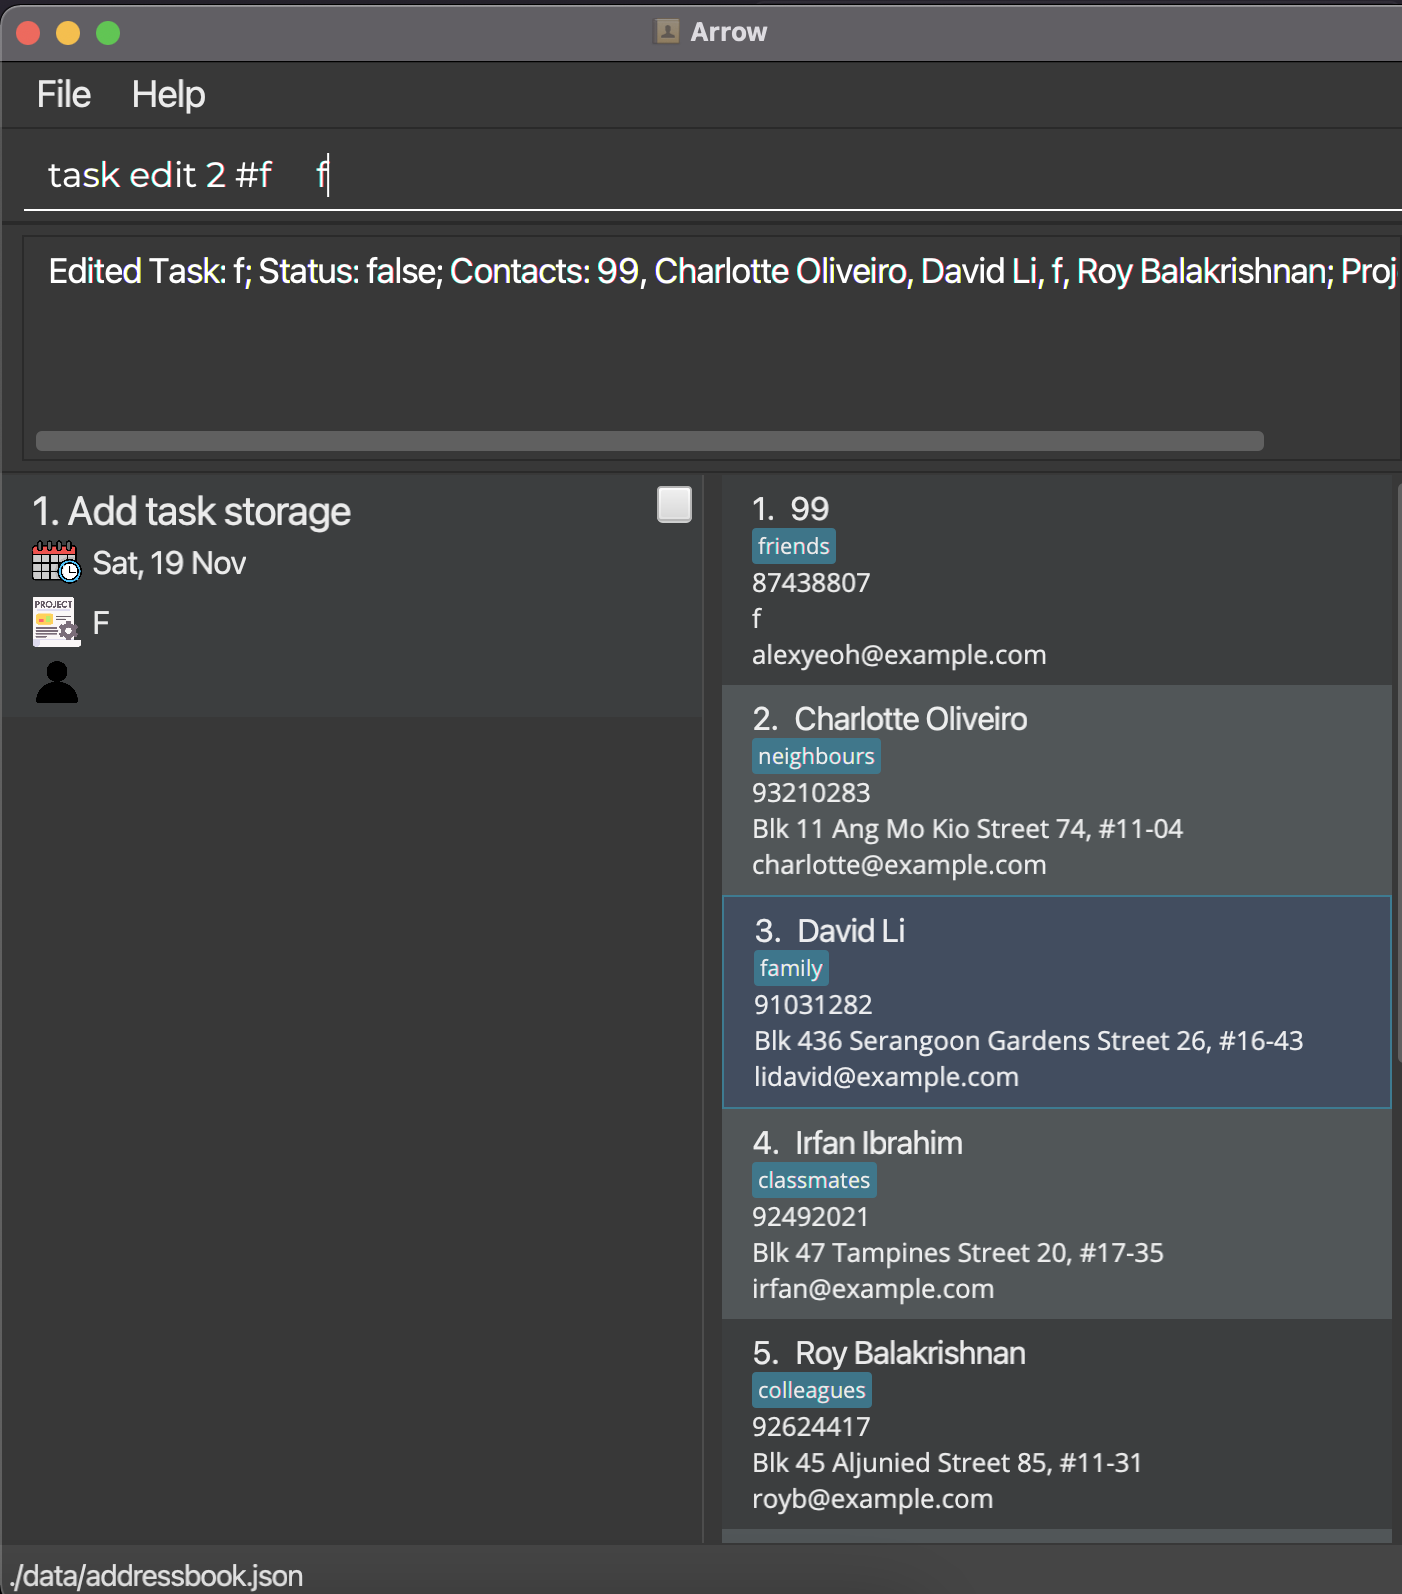 Arrow
File Help
task edit 2 #f    f
Edited Task: f; Status: false; Contacts: 99, Charlotte Oliveiro, David Li, f, Roy Balakrishnan; Proj
1. Add task storage
Sat, 19 Nov
PROJECT
F
1. 99
friends
87438807
f
alexyeoh@example.com
2. Charlotte Oliveiro
neighbours
93210283
Blk 11 Ang Mo Kio Street 74, #11-04
charlotte@example.com
3. David Li
family
91031282
Blk 436 Serangoon Gardens Street 26, #16-43
lidavid@example.com
4. Irfan Ibrahim
classmates
92492021
Blk 47 Tampines Street 20, #17-35
irfan@example.com
5. Roy Balakrishnan
colleagues
92624417
Blk 45 Aljunied Street 85, #11-31
royb@example.com
./data/addressbook.json